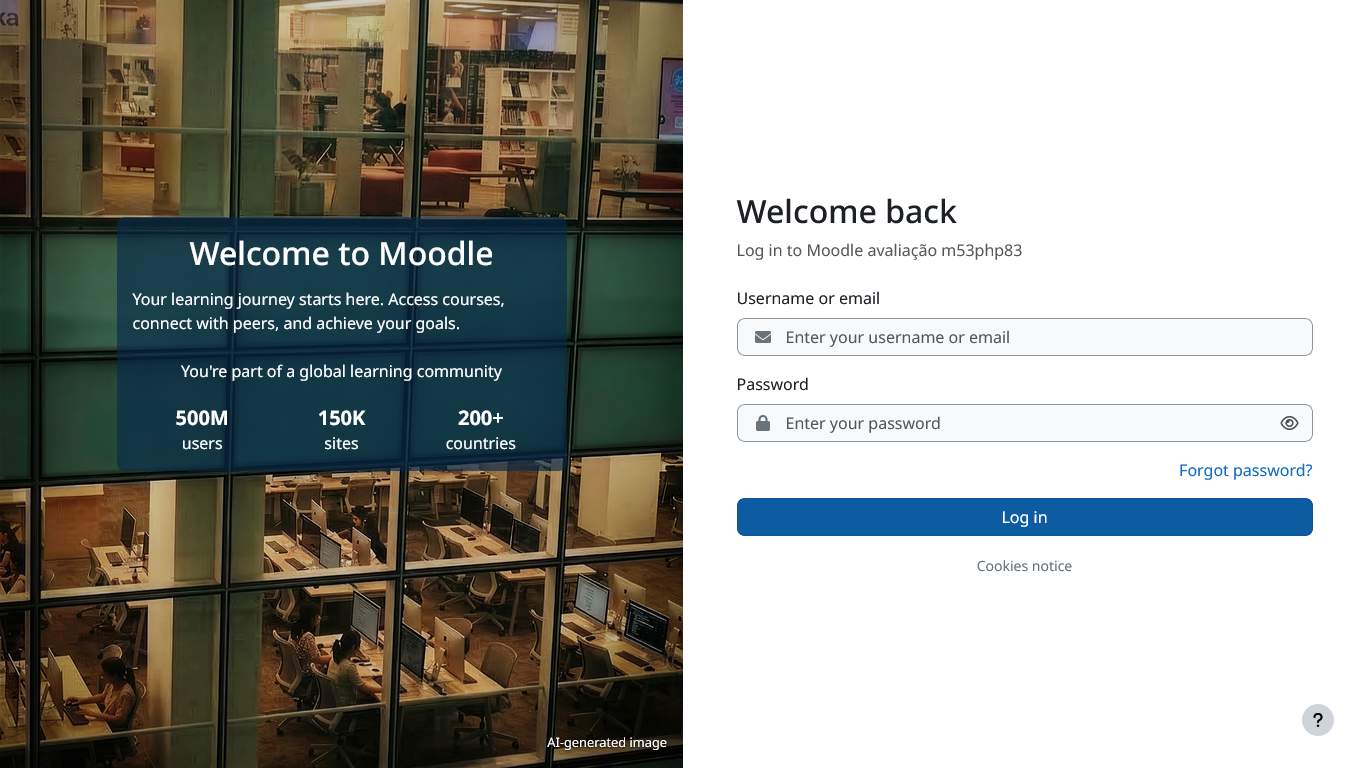 Welcome to Moodle
Your learning journey starts here. Access courses,
connect with peers, and achieve your goals.
You're part of a global learning community
500M
users
150K
sites
200+
countries
AI-generated image
Welcome back
Log in to Moodle avaliação m53php83
Username or email
Enter your username or email
Password
Enter your password
Forgot password?
Log in
Cookies notice
?